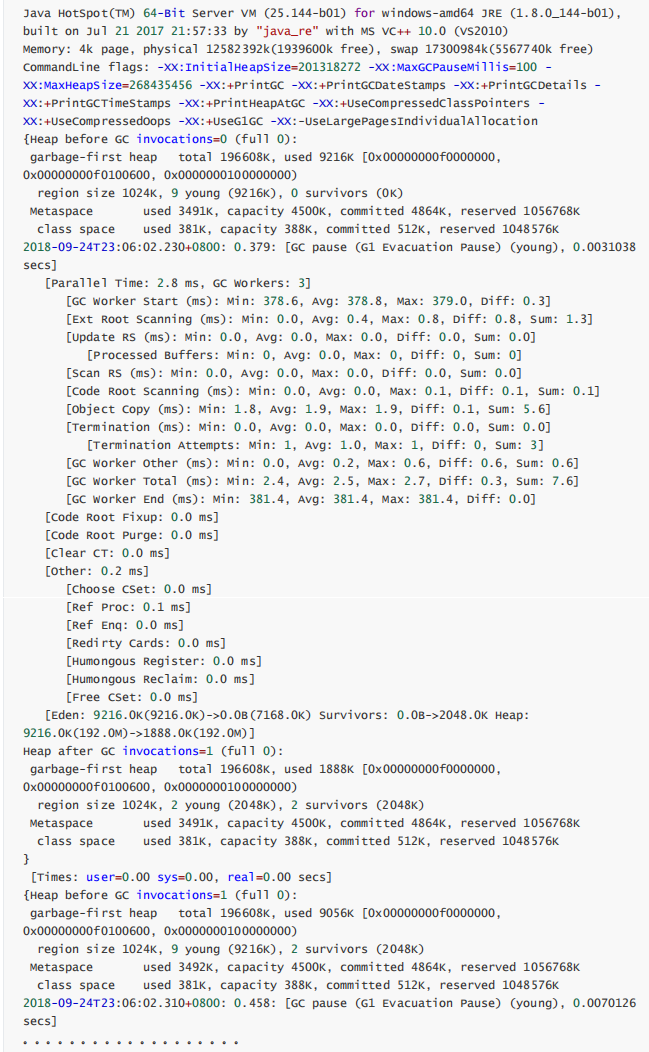 Java HotSpot(TM) 64-Bit Server VM (25.144-b01) for windows-amd64 JRE (1.8.0_144-b01),
built on Jul 21 2017 21:57:33 by "java_re" with MS VC++ 10.0 (VS2010)
Memory: 4k page, physical 12582392k(1939600k free), swap 17300984k(5567740k free)
CommandLine flags: -XX:InitialHeapSize=201318272 -XX:MaxGCPauseMillis=100 -
XX:MaxHeapSize=268435456 -XX:+PrintGC -XX:+PrintGCDateStamps -XX:+PrintGCDetails -
XX:+PrintGCTimeStamps -XX:+PrintHeapAtGC -XX:+UseCompressedClassPointers -
XX:+UseCompressedOops -XX:+UseG1GC -XX:-UseLargePagesIndividualAllocation
{Heap before GC invocations=0 (full 0):
 garbage-first heap   total 196608K, used 9216K [0x00000000f0000000,
0x00000000f0100600, 0x0000000100000000)
  region size 1024K, 9 young (9216K), 0 survivors (0K)
 Metaspace       used 3491K, capacity 4500K, committed 4864K, reserved 1056768K
  class space    used 381K, capacity 388K, committed 512K, reserved 1048576K
2018-09-24T23:06:02.230+0800: 0.379: [GC pause (G1 Evacuation Pause) (young), 0.0031038
secs]
   [Parallel Time: 2.8 ms, GC Workers: 3]
      [GC Worker Start (ms): Min: 378.6, Avg: 378.8, Max: 379.0, Diff: 0.3]
      [Ext Root Scanning (ms): Min: 0.0, Avg: 0.4, Max: 0.8, Diff: 0.8, Sum: 1.3]
      [Update RS (ms): Min: 0.0, Avg: 0.0, Max: 0.0, Diff: 0.0, Sum: 0.0]
         [Processed Buffers: Min: 0, Avg: 0.0, Max: 0, Diff: 0, Sum: 0]
      [Scan RS (ms): Min: 0.0, Avg: 0.0, Max: 0.0, Diff: 0.0, Sum: 0.0]
      [Code Root Scanning (ms): Min: 0.0, Avg: 0.0, Max: 0.1, Diff: 0.1, Sum: 0.1]
      [Object Copy (ms): Min: 1.8, Avg: 1.9, Max: 1.9, Diff: 0.1, Sum: 5.6]
      [Termination (ms): Min: 0.0, Avg: 0.0, Max: 0.0, Diff: 0.0, Sum: 0.0]
         [Termination Attempts: Min: 1, Avg: 1.0, Max: 1, Diff: 0, Sum: 3]
      [GC Worker Other (ms): Min: 0.0, Avg: 0.2, Max: 0.6, Diff: 0.6, Sum: 0.6]
      [GC Worker Total (ms): Min: 2.4, Avg: 2.5, Max: 2.7, Diff: 0.3, Sum: 7.6]
      [GC Worker End (ms): Min: 381.4, Avg: 381.4, Max: 381.4, Diff: 0.0]
   [Code Root Fixup: 0.0 ms]
   [Code Root Purge: 0.0 ms]
   [Clear CT: 0.0 ms]
   [Other: 0.2 ms]
      [Choose CSet: 0.0 ms]
      [Ref Proc: 0.1 ms]
      [Ref Enq: 0.0 ms]
      [Redirty Cards: 0.0 ms]
      [Humongous Register: 0.0 ms]
      [Humongous Reclaim: 0.0 ms]
      [Free CSet: 0.0 ms]
   [Eden: 9216.0K(9216.0K)->0.0B(7168.0K) Survivors: 0.0B->2048.0K Heap:
9216.0K(192.0M)->1888.0K(192.0M)]
Heap after GC invocations=1 (full 0):
 garbage-first heap   total 196608K, used 1888K [0x00000000f0000000,
0x00000000f0100600, 0x0000000100000000)
  region size 1024K, 2 young (2048K), 2 survivors (2048K)
 Metaspace       used 3491K, capacity 4500K, committed 4864K, reserved 1056768K
  class space    used 381K, capacity 388K, committed 512K, reserved 1048576K
}
 [Times: user=0.00 sys=0.00, real=0.00 secs]
{Heap before GC invocations=1 (full 0):
 garbage-first heap   total 196608K, used 9056K [0x00000000f0000000,
0x00000000f0100600, 0x0000000100000000)
  region size 1024K, 9 young (9216K), 2 survivors (2048K)
 Metaspace       used 3492K, capacity 4500K, committed 4864K, reserved 1056768K
  class space    used 381K, capacity 388K, committed 512K, reserved 1048576K
2018-09-24T23:06:02.310+0800: 0.458: [GC pause (G1 Evacuation Pause) (young), 0.0070126
secs]
。。。。。。。。。。。。。。。。。。。